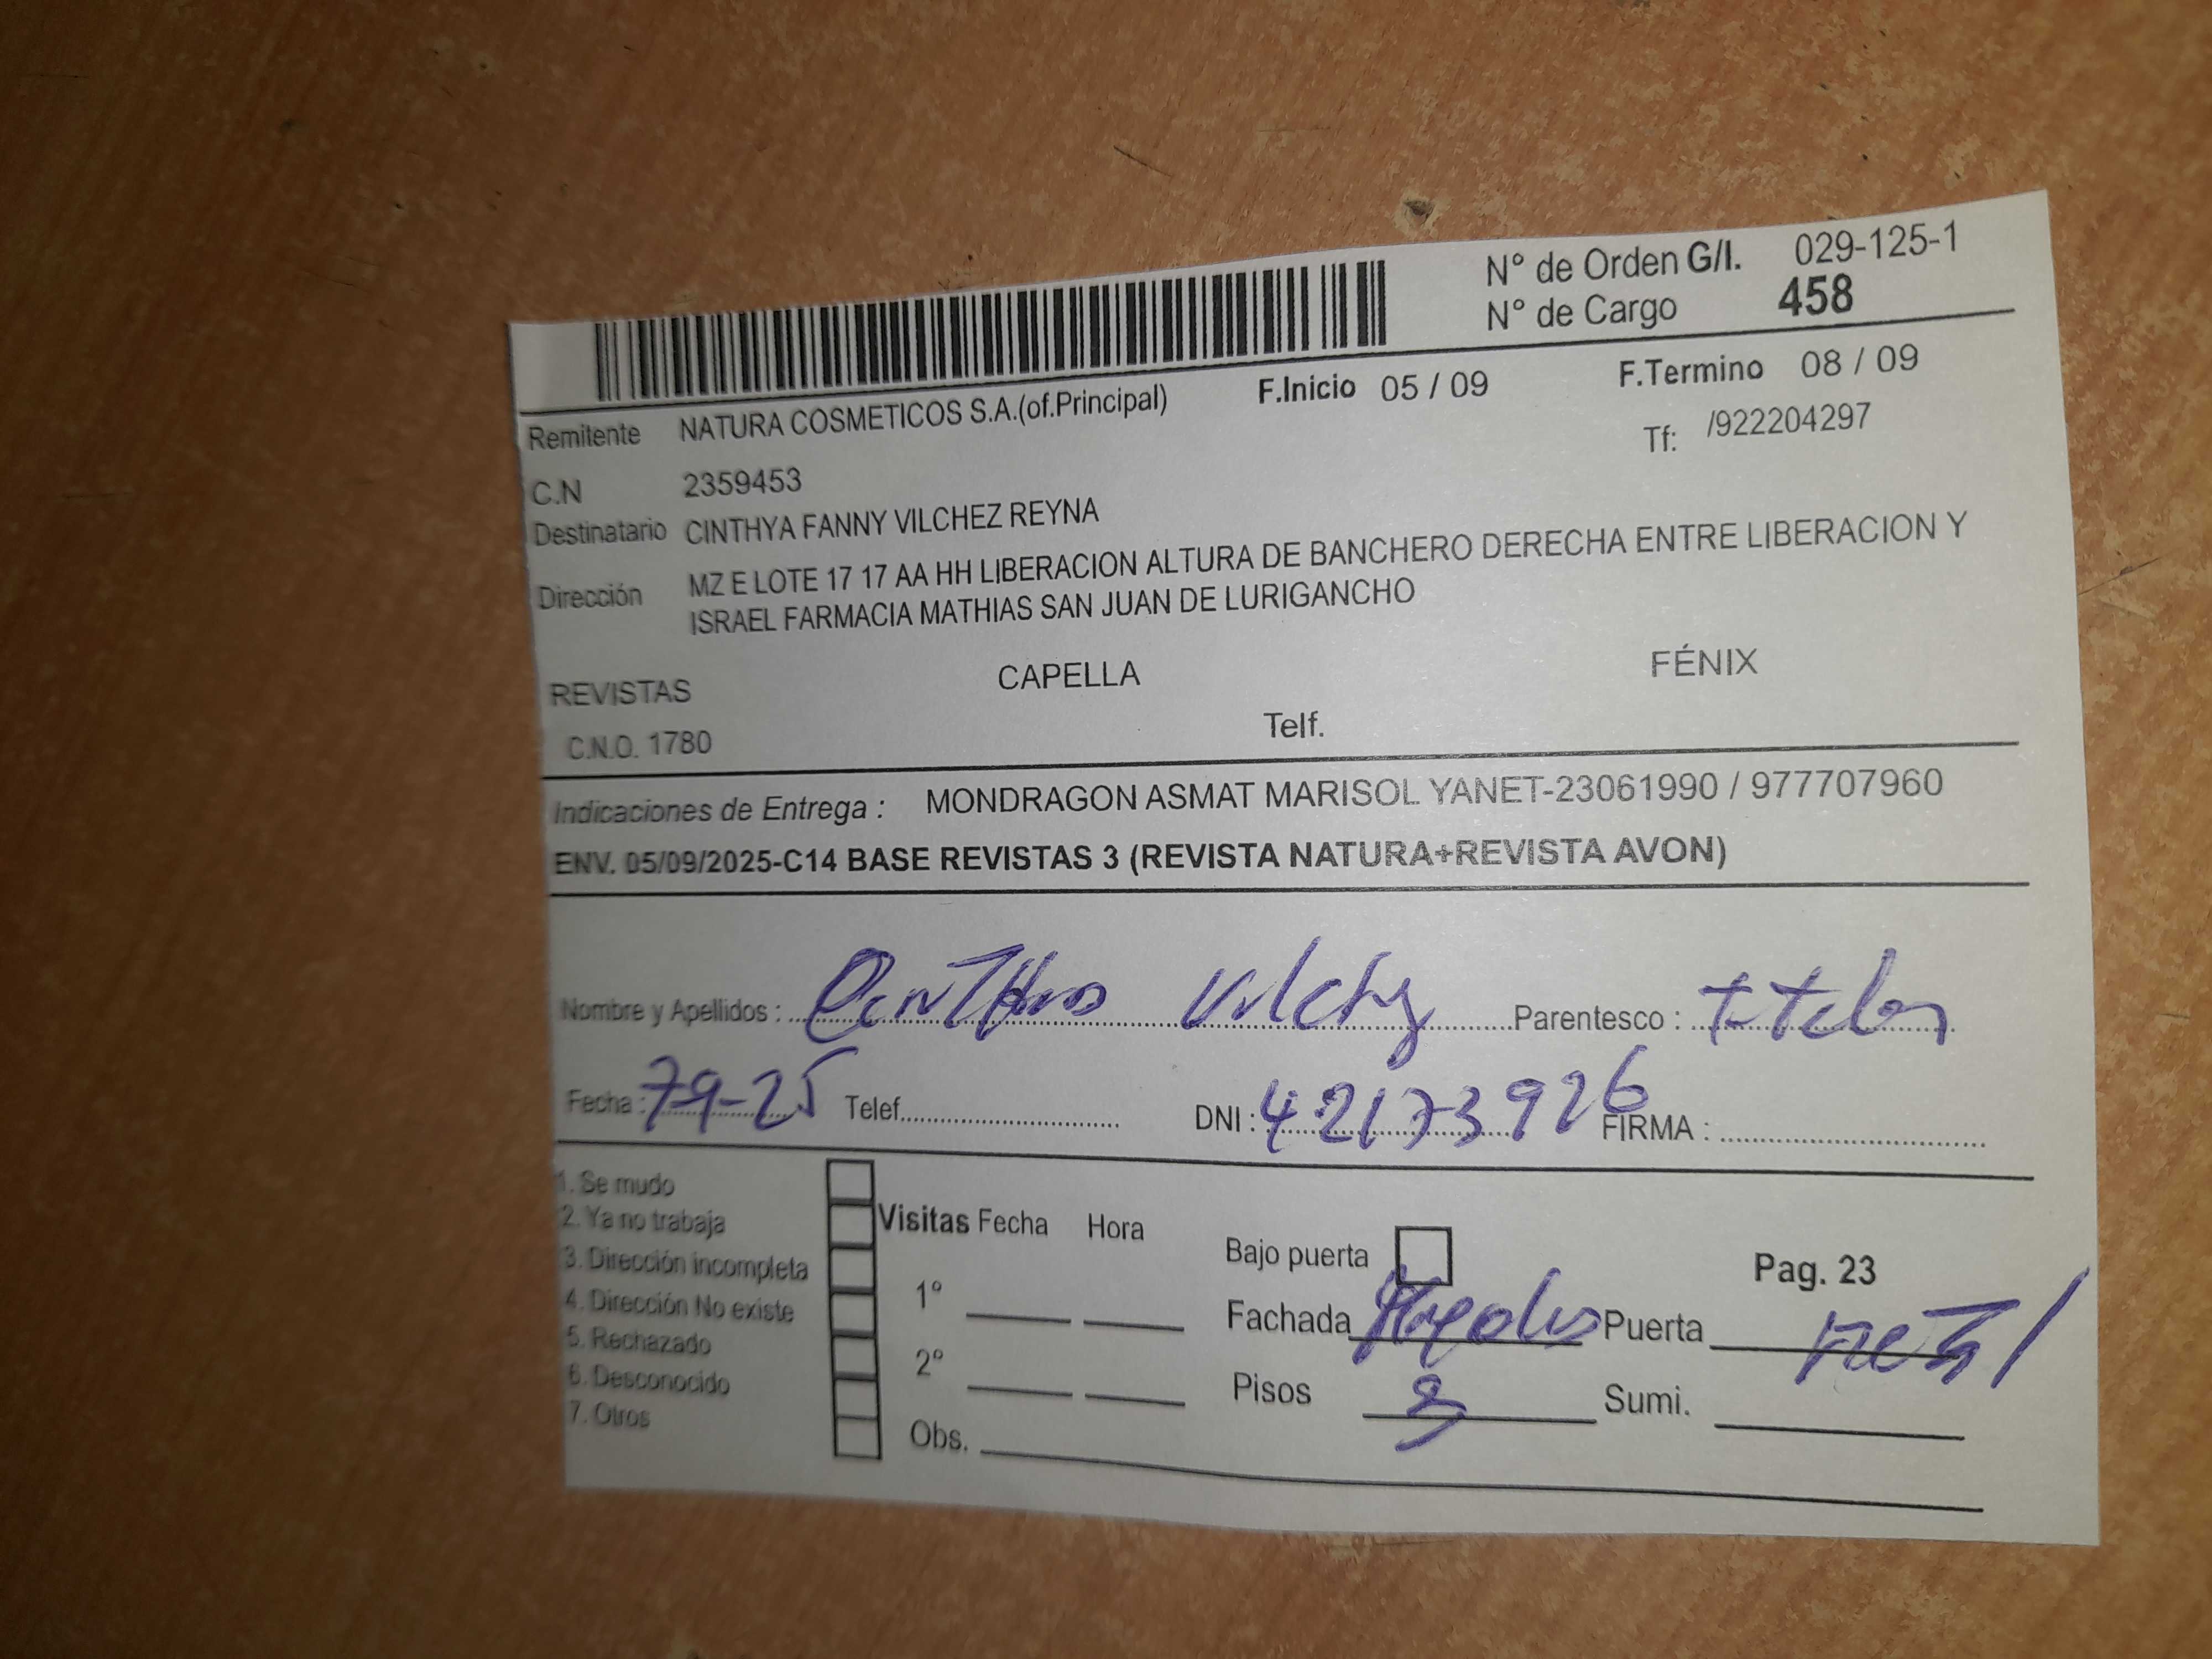 N° de Orden G/I. 029-125-1
N° de Cargo 458
F.Inicio 05 / 09 F.Termino 08 / 09
Remitente NATURA COSMETICOS S.A.(of.Principal) Tf: /922204297
C.N 2359453
Destinatario CINTHYA FANNY VILCHEZ REYNA
Dirección MZ E LOTE 17 17 AA HH LIBERACION ALTURA DE BANCHERO DERECHA ENTRE LIBERACION Y
ISRAEL FARMACIA MATHIAS SAN JUAN DE LURIGANCHO
REVISTAS CAPELLA FÉNIX
C.N.O. 1780 Telf.
Indicaciones de Entrega : MONDRAGON ASMAT MARISOL YANET-23061990 / 977707960
ENV. 05/09/2025-C14 BASE REVISTAS 3 (REVISTA NATURA+REVISTA AVON)
Nombre y Apellidos : Parentesco :
Fecha : 79-25 Telef. DNI : 42173926 FIRMA :
1. Se mudo
2. Ya no trabaja Visitas Fecha Hora
3. Dirección incompleta Bajo puerta Pag. 23
4. Dirección No existe 1° Fachada Puerta metal
5. Rechazado
6. Desconocido 2° Pisos 3 Sumi.
7. Otros Obs.